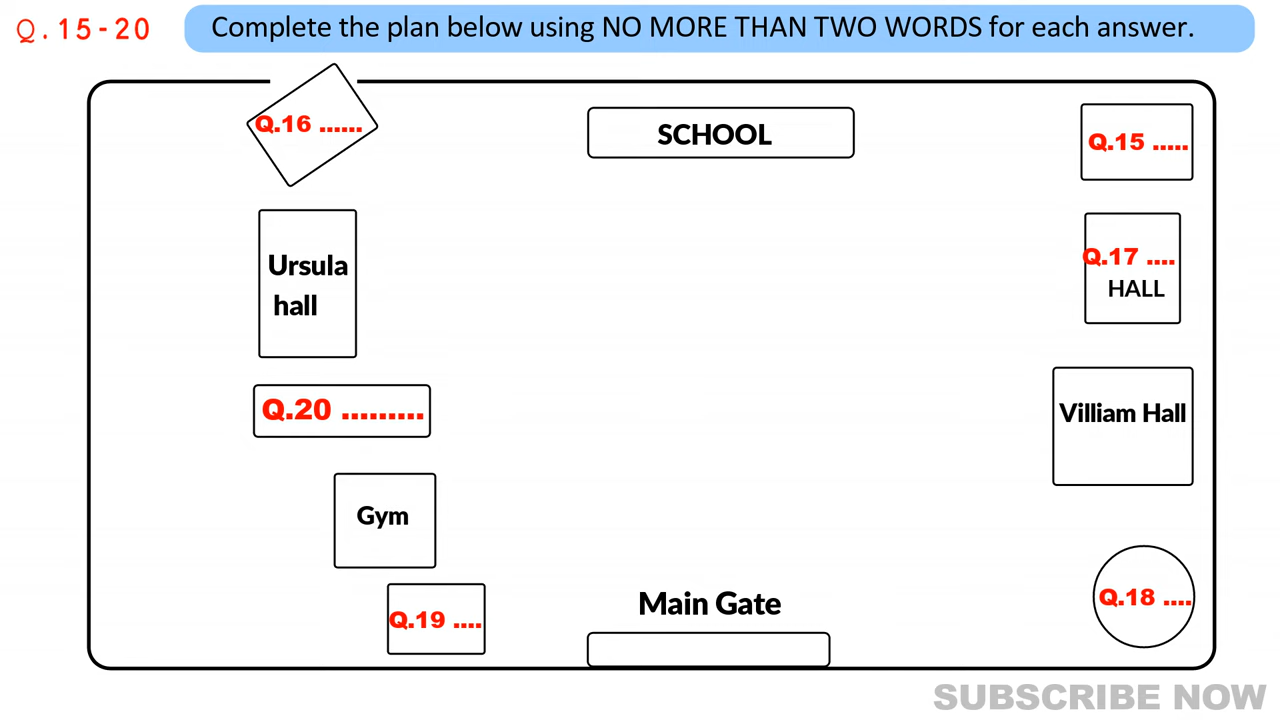 Q.15-20
Complete the plan below using NO MORE THAN TWO WORDS for each answer.
Q.16 ......
SCHOOL
Q.15 .....
Ursula
hall
Q.17 ....
HALL
Q.20 .........
Villiam Hall
Gym
Q.19 ....
Main Gate
Q.18 ....
SUBSCRIBE NOW